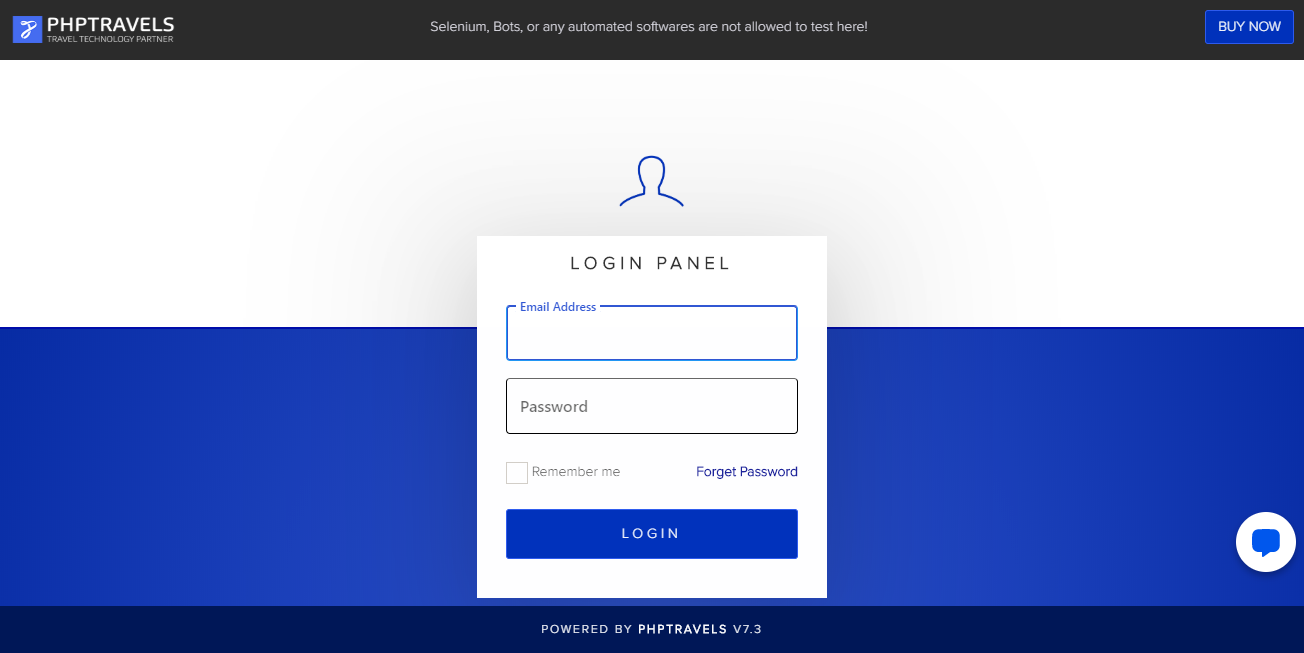 PHPTRAVELS
TRAVEL TECHNOLOGY PARTNER
Selenium, Bots, or any automated softwares are not allowed to test here!
BUY NOW
LOGIN PANEL
Email Address
Password
Remember me
Forget Password
LOGIN
POWERED BY PHPTRAVELS V7.3